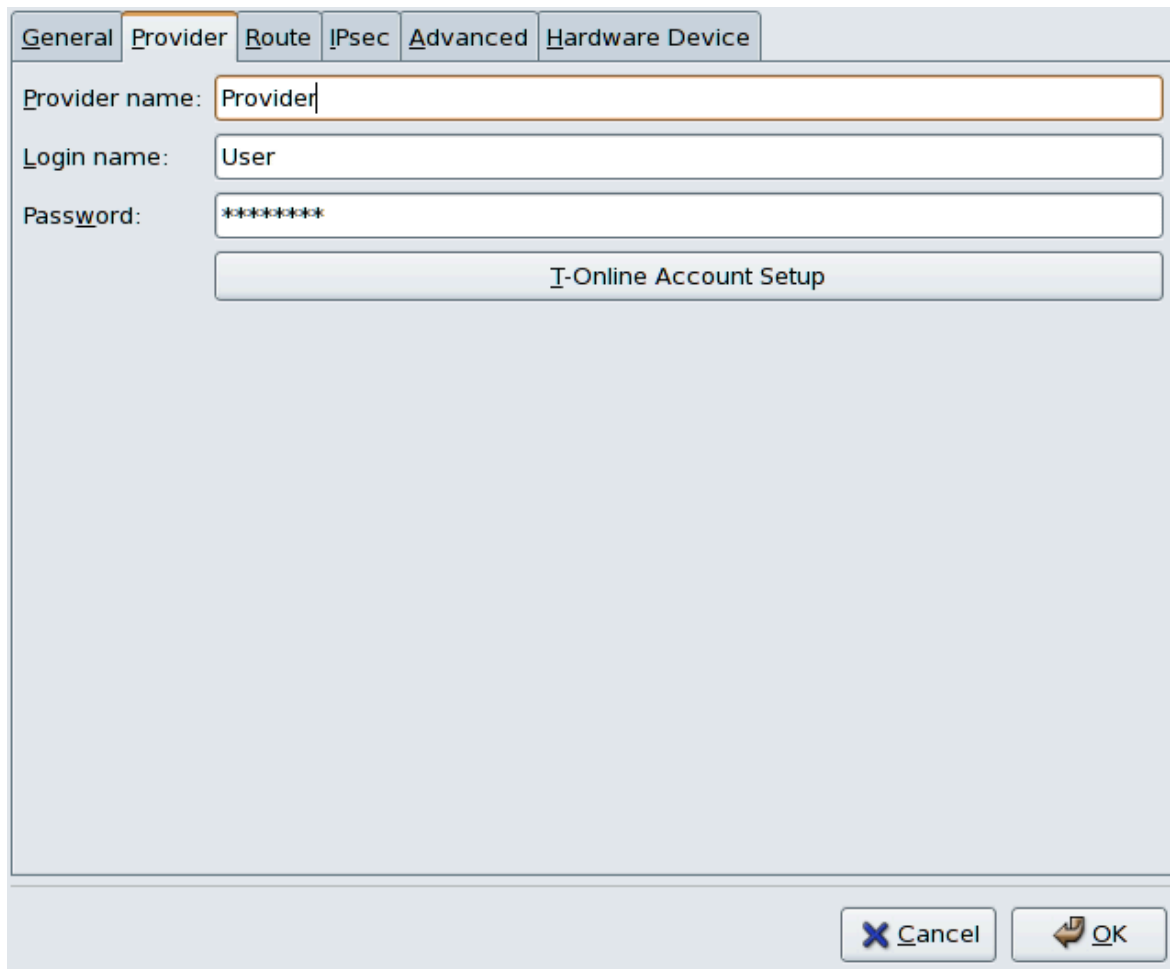 General Provider Route IPsec Advanced Hardware Device
Provider name: Provider
Login name: User
Password: ********
T-Online Account Setup
Cancel OK